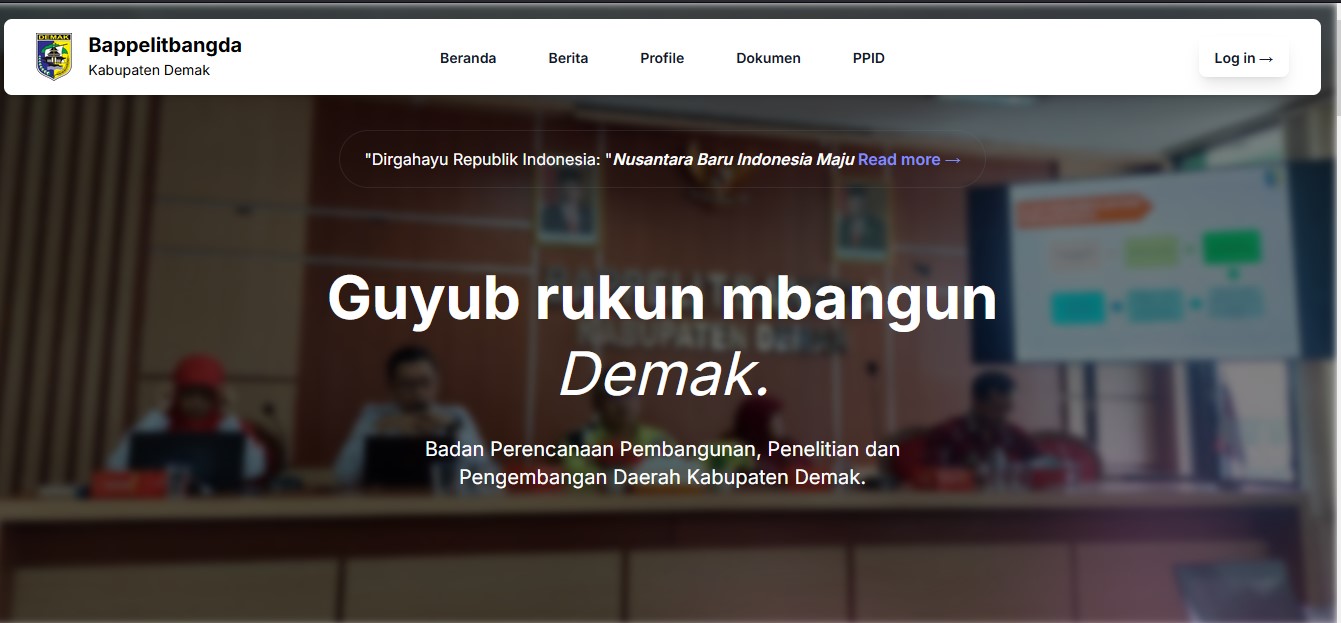 DEMAK
Bappelitbangda
Kabupaten Demak
Beranda
Berita
Profile
Dokumen
PPID
Log in →
"Dirgahayu Republik Indonesia: "Nusantara Baru Indonesia Maju Read more →
Guyub rukun mbangun
Demak.
Badan Perencanaan Pembangunan, Penelitian dan
Pengembangan Daerah Kabupaten Demak.